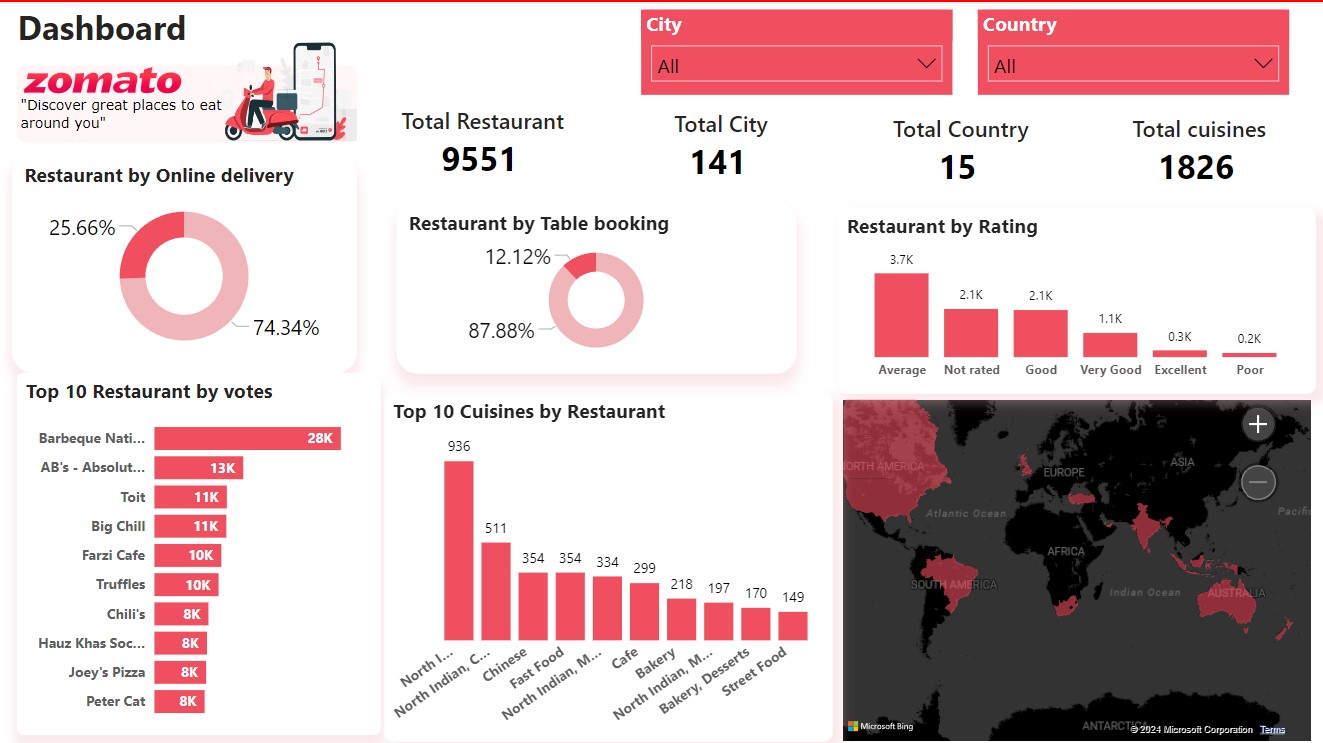 Dashboard
zomato
"Discover great places to eat
around you"
City
All
Country
All
Total Restaurant
9551
Total City
141
Total Country
15
Total cuisines
1826
Restaurant by Online delivery
25.66%
74.34%
Restaurant by Table booking
12.12%
87.88%
Restaurant by Rating
3.7K
2.1K
2.1K
1.1K
0.3K
0.2K
Average
Not rated
Good
Very Good
Excellent
Poor
Top 10 Restaurant by votes
Barbeque Nati... 28K
AB's - Absolut... 13K
Toit 11K
Big Chill 11K
Farzi Cafe 10K
Truffles 10K
Chili's 8K
Hauz Khas Soc... 8K
Joey's Pizza 8K
Peter Cat 8K
Top 10 Cuisines by Restaurant
936
511
354
354
334
299
218
197
170
149
North I...
North Indian, C...
Chinese
Fast Food
North Indian, M...
Cafe
Bakery
North Indian, M...
Bakery, Desserts
Street Food
ORTH AMERICA
EUROPE
ASIA
Atlantic Ocean
Pacifi
AFRICA
SOUTH AMERICA
Indian Ocean
AUSTRALIA
ANTARCTICA
Microsoft Bing
© 2024 Microsoft Corporation Terms